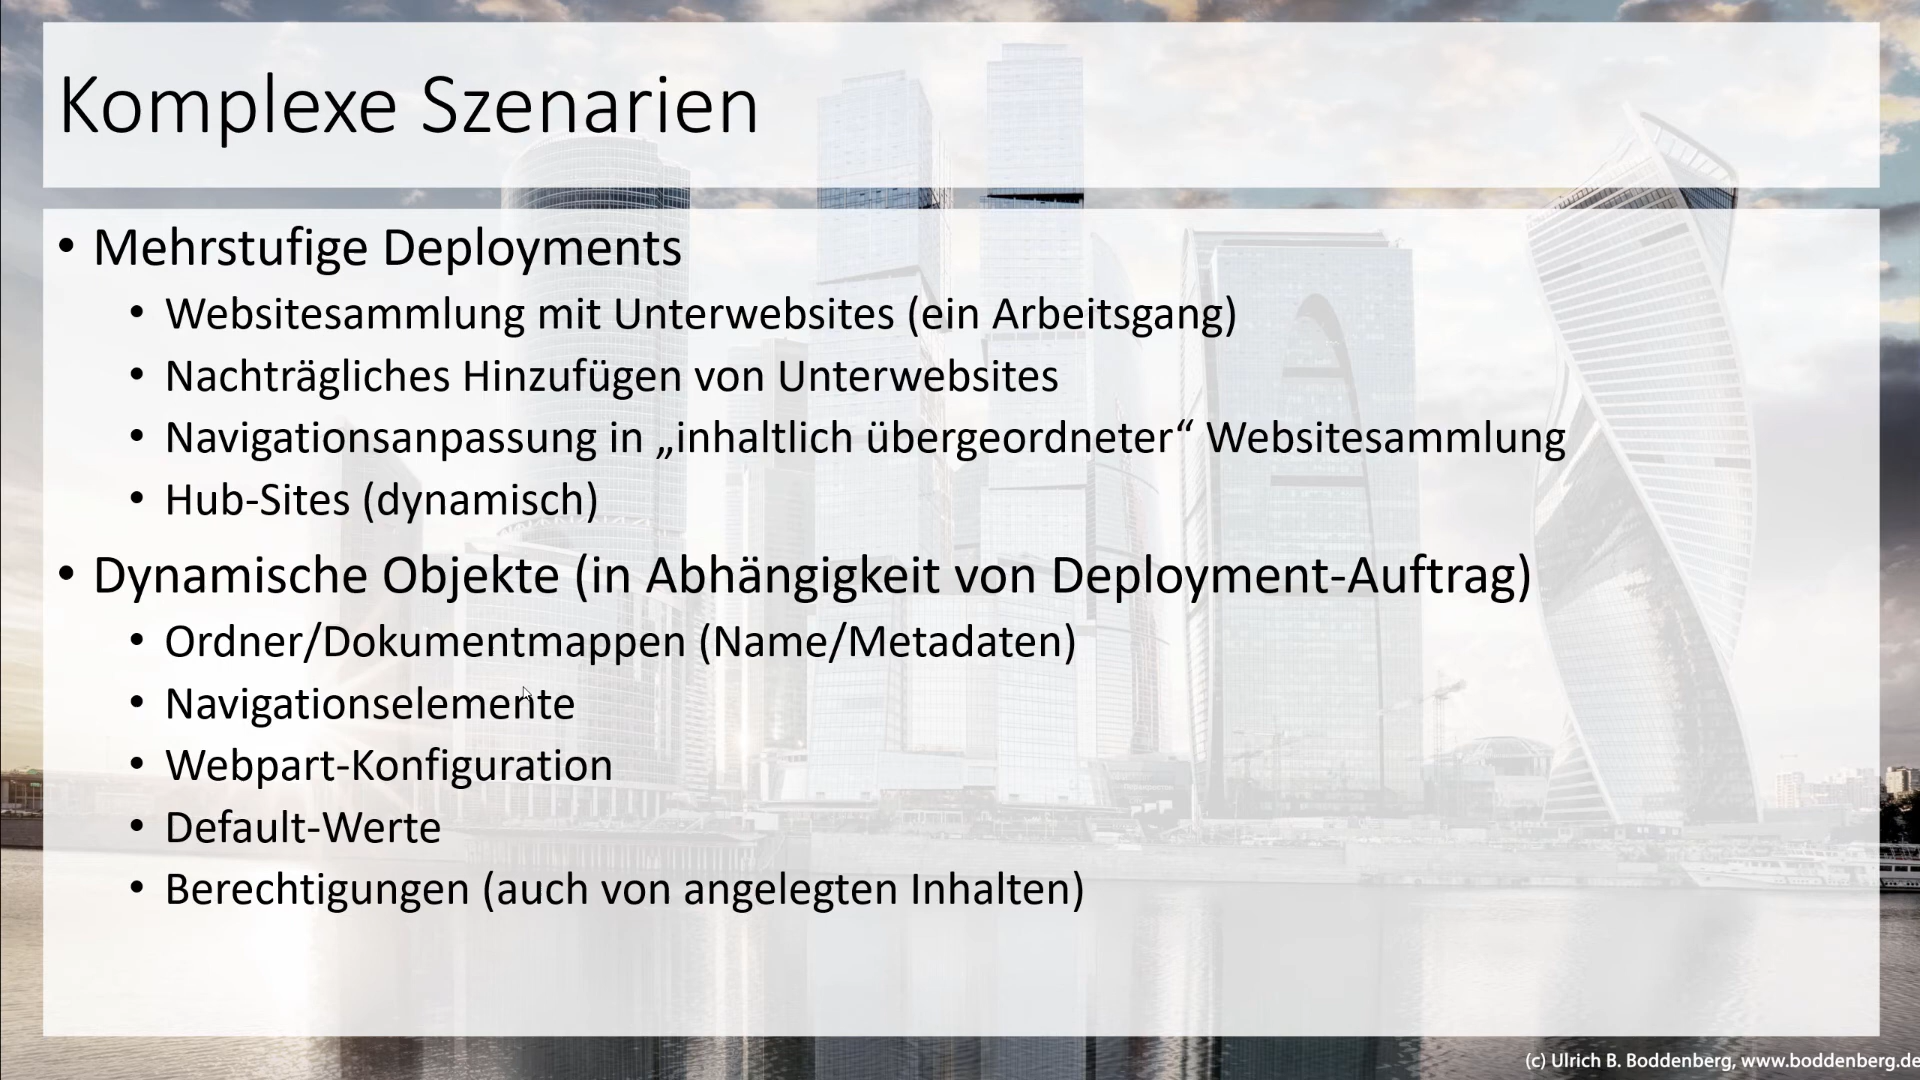 Komplexe Szenarien
• Mehrstufige Deployments
• Websitesammlung mit Unterwebsites (ein Arbeitsgang)
• Nachträgliches Hinzufügen von Unterwebsites
• Navigationsanpassung in „inhaltlich übergeordneter“ Websitesammlung
• Hub-Sites (dynamisch)
• Dynamische Objekte (in Abhängigkeit von Deployment-Auftrag)
• Ordner/Dokumentmappen (Name/Metadaten)
• Navigationselemente
• Webpart-Konfiguration
• Default-Werte
• Berechtigungen (auch von angelegten Inhalten)
(c) Ulrich B. Boddenberg, www.boddenberg.de